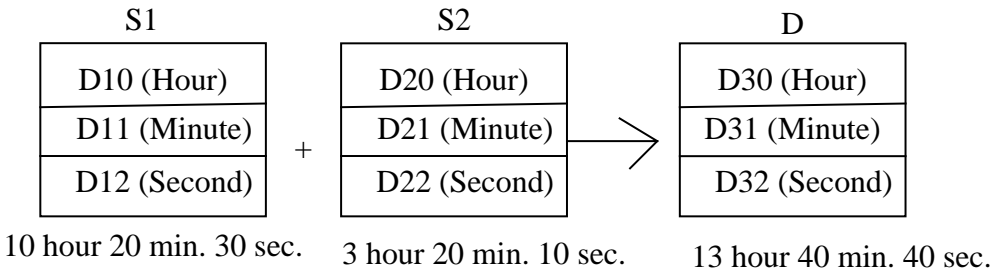 S1 S2 D
D10 (Hour) D20 (Hour) D30 (Hour)
D11 (Minute) + D21 (Minute) D31 (Minute)
D12 (Second) D22 (Second) D32 (Second)
10 hour 20 min. 30 sec. 3 hour 20 min. 10 sec. 13 hour 40 min. 40 sec.